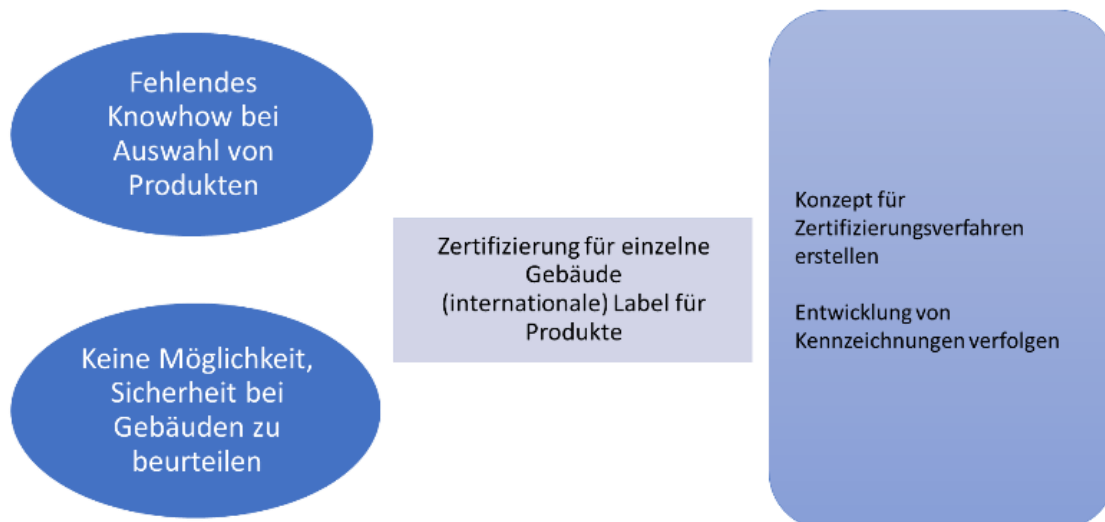 Fehlendes
Knowhow bei
Auswahl von
Produkten
Keine Möglichkeit,
Sicherheit bei
Gebäuden zu
beurteilen
Zertifizierung für einzelne
Gebäude
(internationale) Label für
Produkte
Konzept für
Zertifizierungsverfahren
erstellen
Entwicklung von
Kennzeichnungen verfolgen